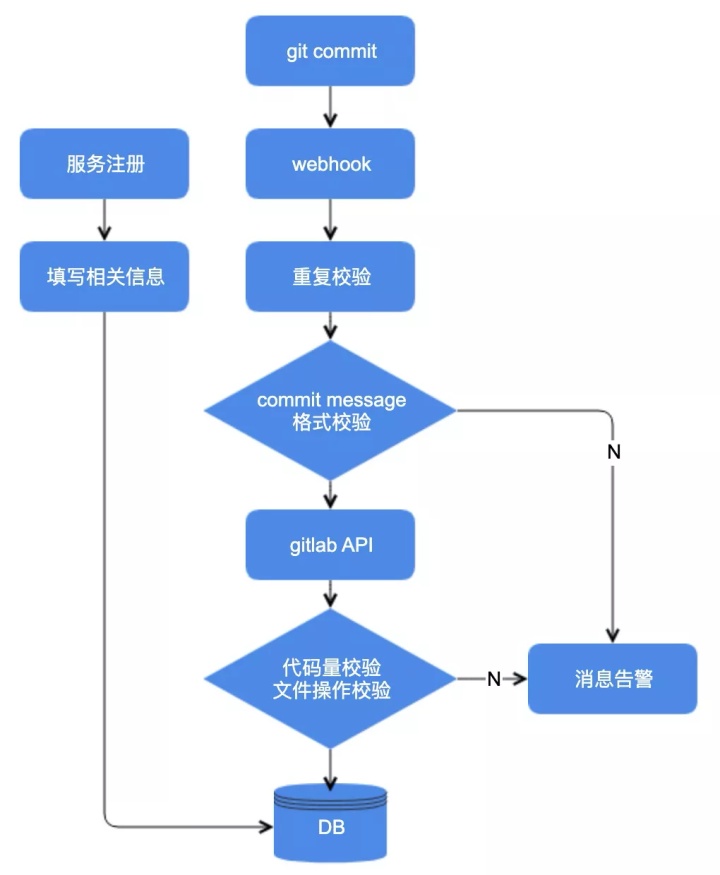 git commit
服务注册
webhook
填写相关信息
重复校验
commit message
格式校验
N
gitlab API
代码量校验
文件操作校验
N
消息告警
DB